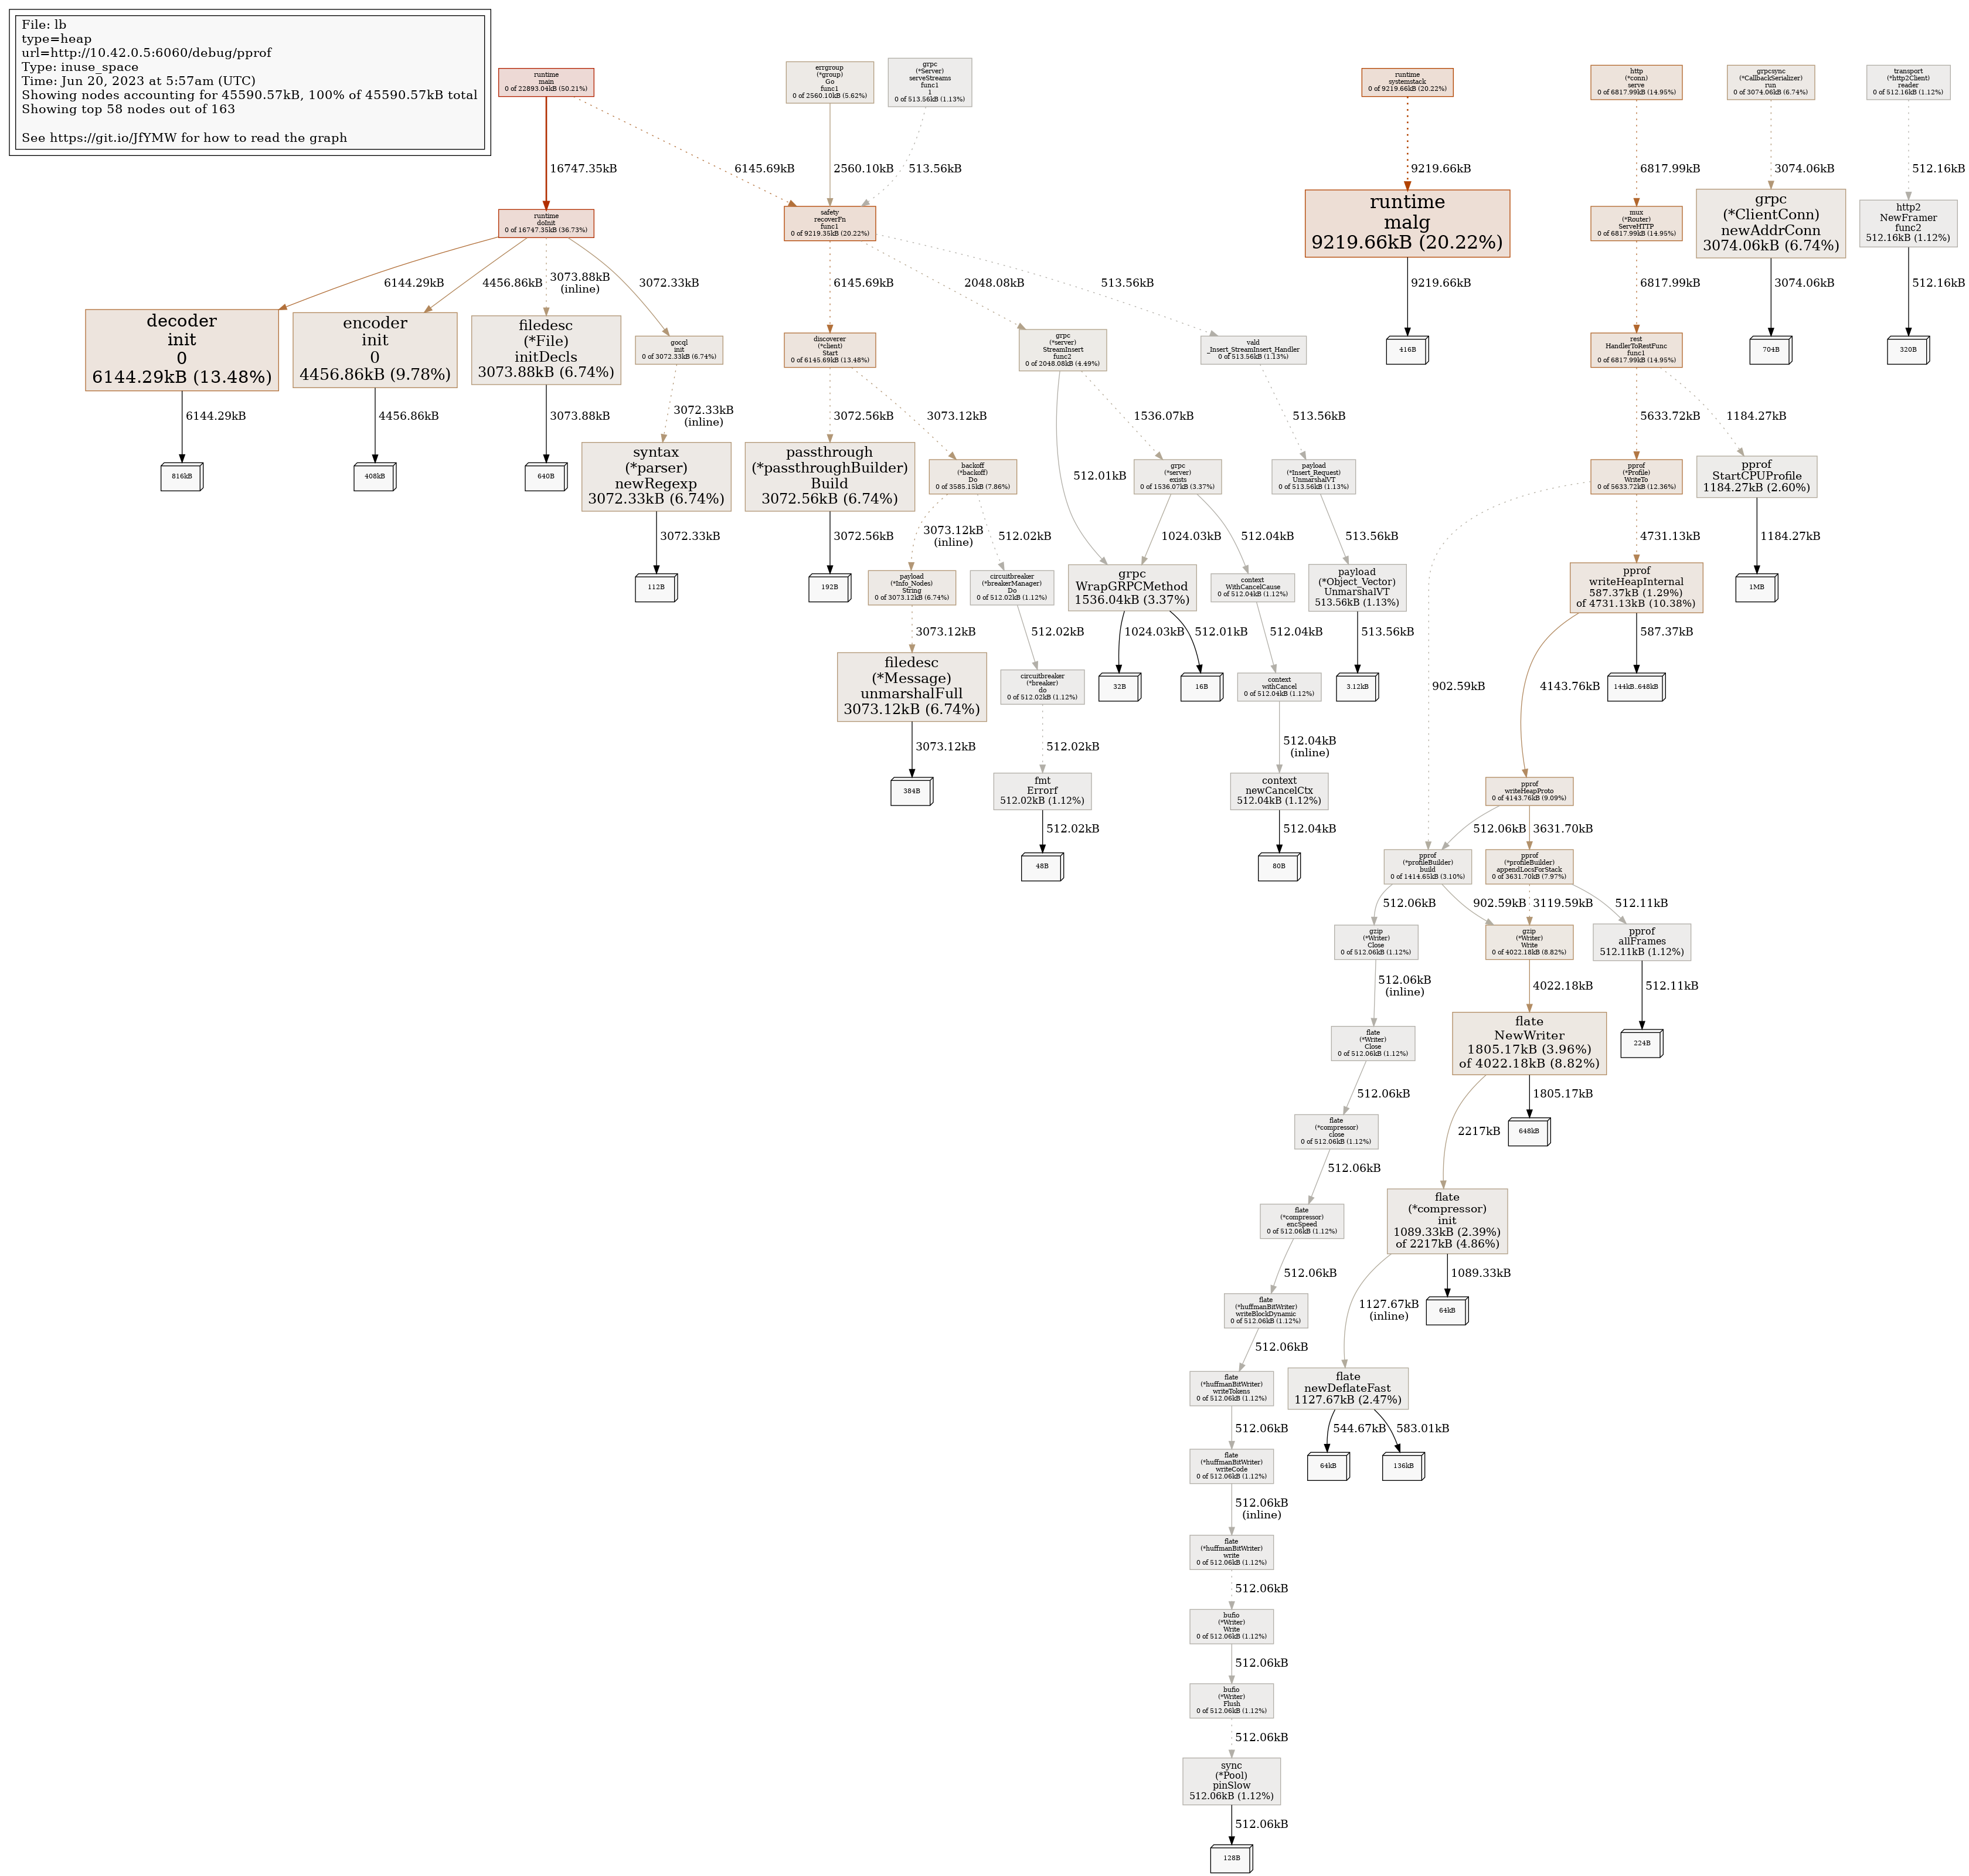 File: lb
type=heap
url=http://10.42.0.5:6060/debug/pprof
Type: inuse_space
Time: Jun 20, 2023 at 5:57am (UTC)
Showing nodes accounting for 45590.57kB, 100% of 45590.57kB total
Showing top 58 nodes out of 163
See https://git.io/JfYMW for how to read the graph
runtime
main
0 of 22893.04kB (50.21%)
errgroup
(*group)
Go
func1
0 of 2560.10kB (5.62%)
grpc
(*Server)
serveStreams
func1
1
0 of 513.56kB (1.13%)
runtime
systemstack
0 of 9219.66kB (20.22%)
http
(*conn)
serve
0 of 6817.99kB (14.95%)
grpcsync
(*CallbackSerializer)
run
0 of 3074.06kB (6.74%)
transport
(*http2Client)
reader
0 of 512.16kB (1.12%)
16747.35kB
6145.69kB
2560.10kB
513.56kB
9219.66kB
6817.99kB
3074.06kB
512.16kB
runtime
doInit
0 of 16747.35kB (36.73%)
safety
recoverFn
func1
0 of 9219.35kB (20.22%)
runtime
malg
9219.66kB (20.22%)
mux
(*Router)
ServeHTTP
0 of 6817.99kB (14.95%)
grpc
(*ClientConn)
newAddrConn
3074.06kB (6.74%)
http2
NewFramer
func2
512.16kB (1.12%)
6144.29kB
4456.86kB
3073.88kB
(inline)
3072.33kB
6145.69kB
2048.08kB
513.56kB
9219.66kB
6817.99kB
3074.06kB
512.16kB
decoder
init
0
6144.29kB (13.48%)
encoder
init
0
4456.86kB (9.78%)
filedesc
(*File)
initDecls
3073.88kB (6.74%)
gocql
init
0 of 3072.33kB (6.74%)
discoverer
(*client)
Start
0 of 6145.69kB (13.48%)
grpc
(*server)
StreamInsert
func2
0 of 2048.08kB (4.49%)
vald
_Insert_StreamInsert_Handler
0 of 513.56kB (1.13%)
416B
rest
HandlerToRestFunc
func1
0 of 6817.99kB (14.95%)
704B
320B
6144.29kB
4456.86kB
3073.88kB
3072.33kB
(inline)
3072.56kB
3073.12kB
512.01kB
1536.07kB
513.56kB
5633.72kB
1184.27kB
816kB
408kB
640B
syntax
(*parser)
newRegexp
3072.33kB (6.74%)
passthrough
(*passthroughBuilder)
Build
3072.56kB (6.74%)
backoff
(*backoff)
Do
0 of 3585.15kB (7.86%)
grpc
(*server)
exists
0 of 1536.07kB (3.37%)
payload
(*Insert_Request)
UnmarshalVT
0 of 513.56kB (1.13%)
pprof
(*Profile)
WriteTo
0 of 5633.72kB (12.36%)
pprof
StartCPUProfile
1184.27kB (2.60%)
3072.33kB
3072.56kB
3073.12kB
(inline)
512.02kB
1024.03kB
512.04kB
513.56kB
902.59kB
4731.13kB
1184.27kB
112B
192B
payload
(*Info_Nodes)
String
0 of 3073.12kB (6.74%)
circuitbreaker
(*breakerManager)
Do
0 of 512.02kB (1.12%)
grpc
WrapGRPCMethod
1536.04kB (3.37%)
context
WithCancelCause
0 of 512.04kB (1.12%)
payload
(*Object_Vector)
UnmarshalVT
513.56kB (1.13%)
pprof
writeHeapInternal
587.37kB (1.29%)
of 4731.13kB (10.38%)
1MB
3073.12kB
512.02kB
1024.03kB
512.01kB
512.04kB
513.56kB
4143.76kB
587.37kB
filedesc
(*Message)
unmarshalFull
3073.12kB (6.74%)
circuitbreaker
(*breaker)
do
0 of 512.02kB (1.12%)
32B
16B
context
withCancel
0 of 512.04kB (1.12%)
3.12kB
144kB..648kB
3073.12kB
512.02kB
512.04kB
(inline)
384B
fmt
Errorf
512.02kB (1.12%)
context
newCancelCtx
512.04kB (1.12%)
pprof
writeHeapProto
0 of 4143.76kB (9.09%)
512.02kB
512.04kB
512.06kB
3631.70kB
48B
80B
pprof
(*profileBuilder)
build
0 of 1414.65kB (3.10%)
pprof
(*profileBuilder)
appendLocsForStack
0 of 3631.70kB (7.97%)
512.06kB
902.59kB
3119.59kB
512.11kB
gzip
(*Writer)
Close
0 of 512.06kB (1.12%)
gzip
(*Writer)
Write
0 of 4022.18kB (8.82%)
pprof
allFrames
512.11kB (1.12%)
512.06kB
(inline)
4022.18kB
512.11kB
flate
(*Writer)
Close
0 of 512.06kB (1.12%)
flate
NewWriter
1805.17kB (3.96%)
of 4022.18kB (8.82%)
224B
512.06kB
2217kB
1805.17kB
flate
(*compressor)
close
0 of 512.06kB (1.12%)
648kB
512.06kB
flate
(*compressor)
encSpeed
0 of 512.06kB (1.12%)
flate
(*compressor)
init
1089.33kB (2.39%)
of 2217kB (4.86%)
512.06kB
1127.67kB
(inline)
1089.33kB
flate
(*huffmanBitWriter)
writeBlockDynamic
0 of 512.06kB (1.12%)
64kB
512.06kB
flate
(*huffmanBitWriter)
writeTokens
0 of 512.06kB (1.12%)
flate
newDeflateFast
1127.67kB (2.47%)
512.06kB
544.67kB
583.01kB
flate
(*huffmanBitWriter)
writeCode
0 of 512.06kB (1.12%)
64kB
136kB
512.06kB
(inline)
flate
(*huffmanBitWriter)
write
0 of 512.06kB (1.12%)
512.06kB
bufio
(*Writer)
Write
0 of 512.06kB (1.12%)
512.06kB
bufio
(*Writer)
Flush
0 of 512.06kB (1.12%)
512.06kB
sync
(*Pool)
pinSlow
512.06kB (1.12%)
512.06kB
128B